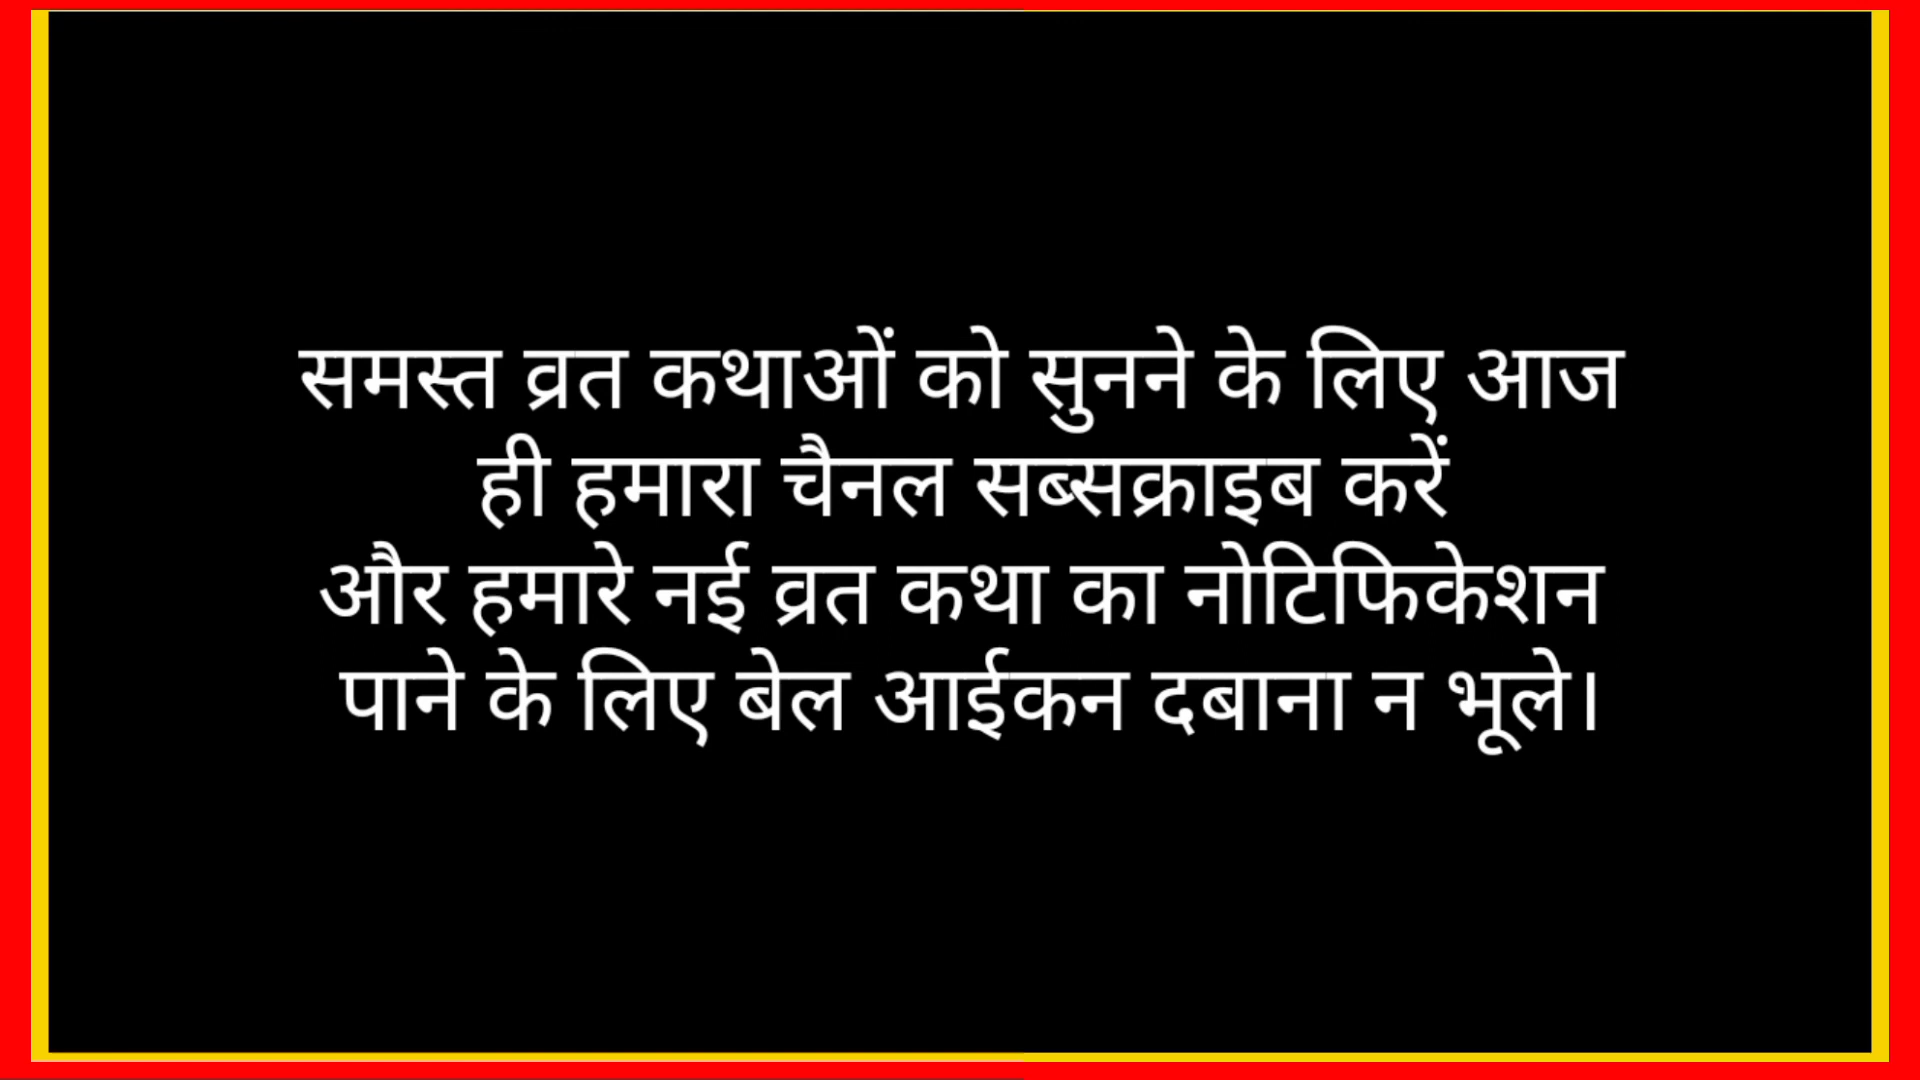 समस्त व्रत कथाओं को सुनने के लिए आज
ही हमारा चैनल सब्सक्राइब करें
और हमारे नई व्रत कथा का नोटिफिकेशन
पाने के लिए बेल आईकन दबाना न भूले।